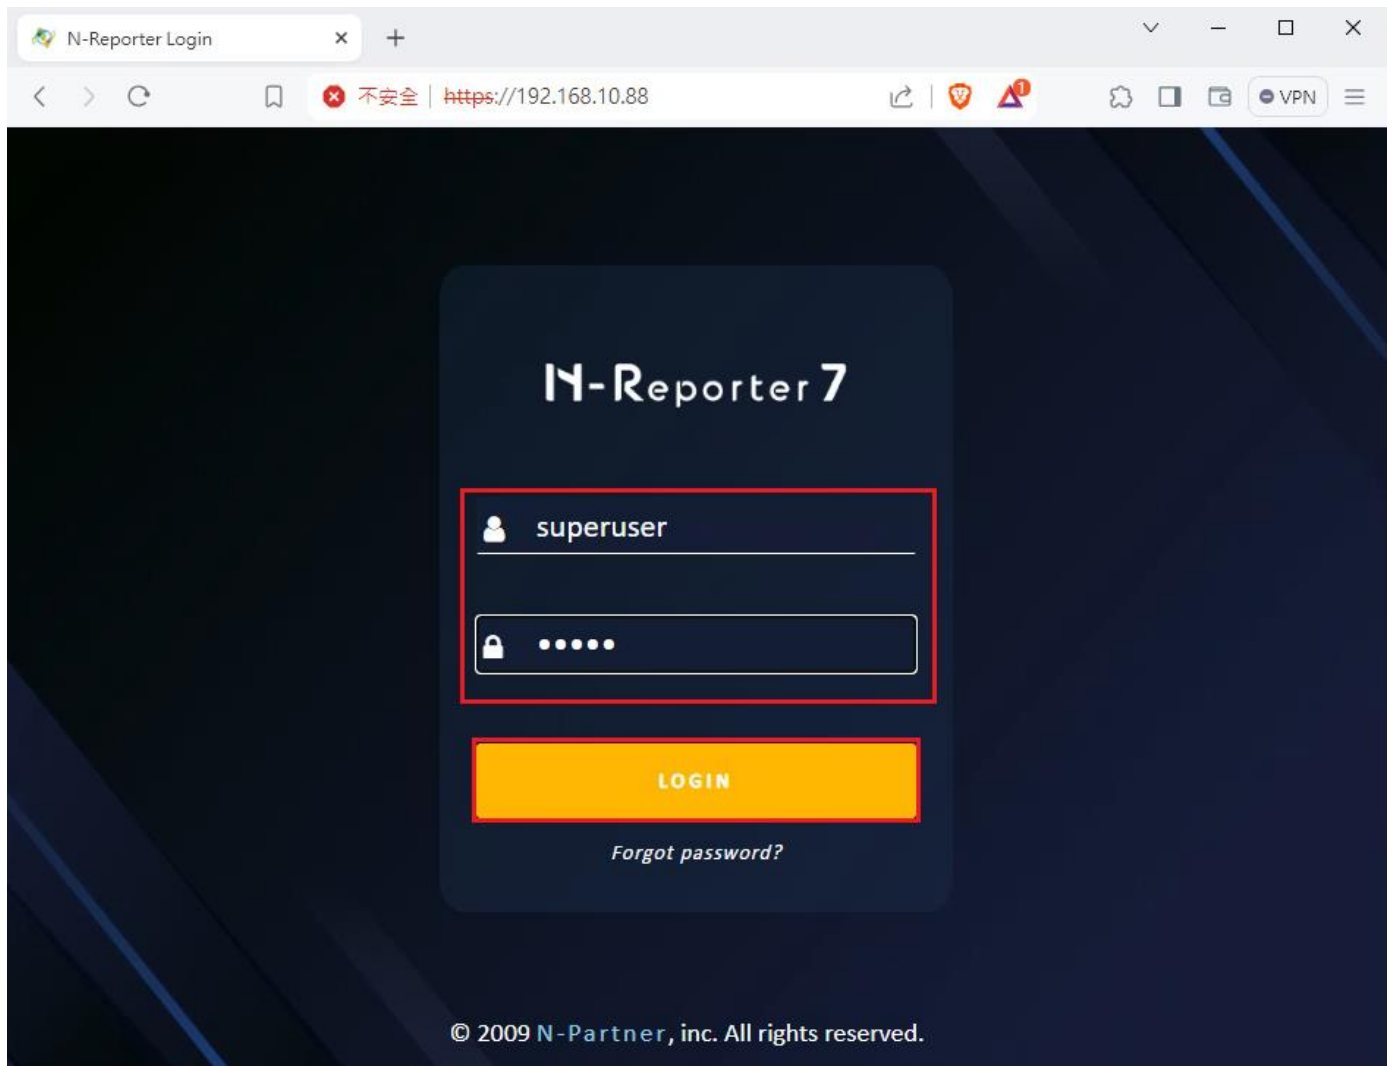 N-Reporter Login
不安全 https://192.168.10.88
1
VPN
N-Reporter 7
superuser
•••••
LOGIN
Forgot password?
© 2009 N-Partner, inc. All rights reserved.